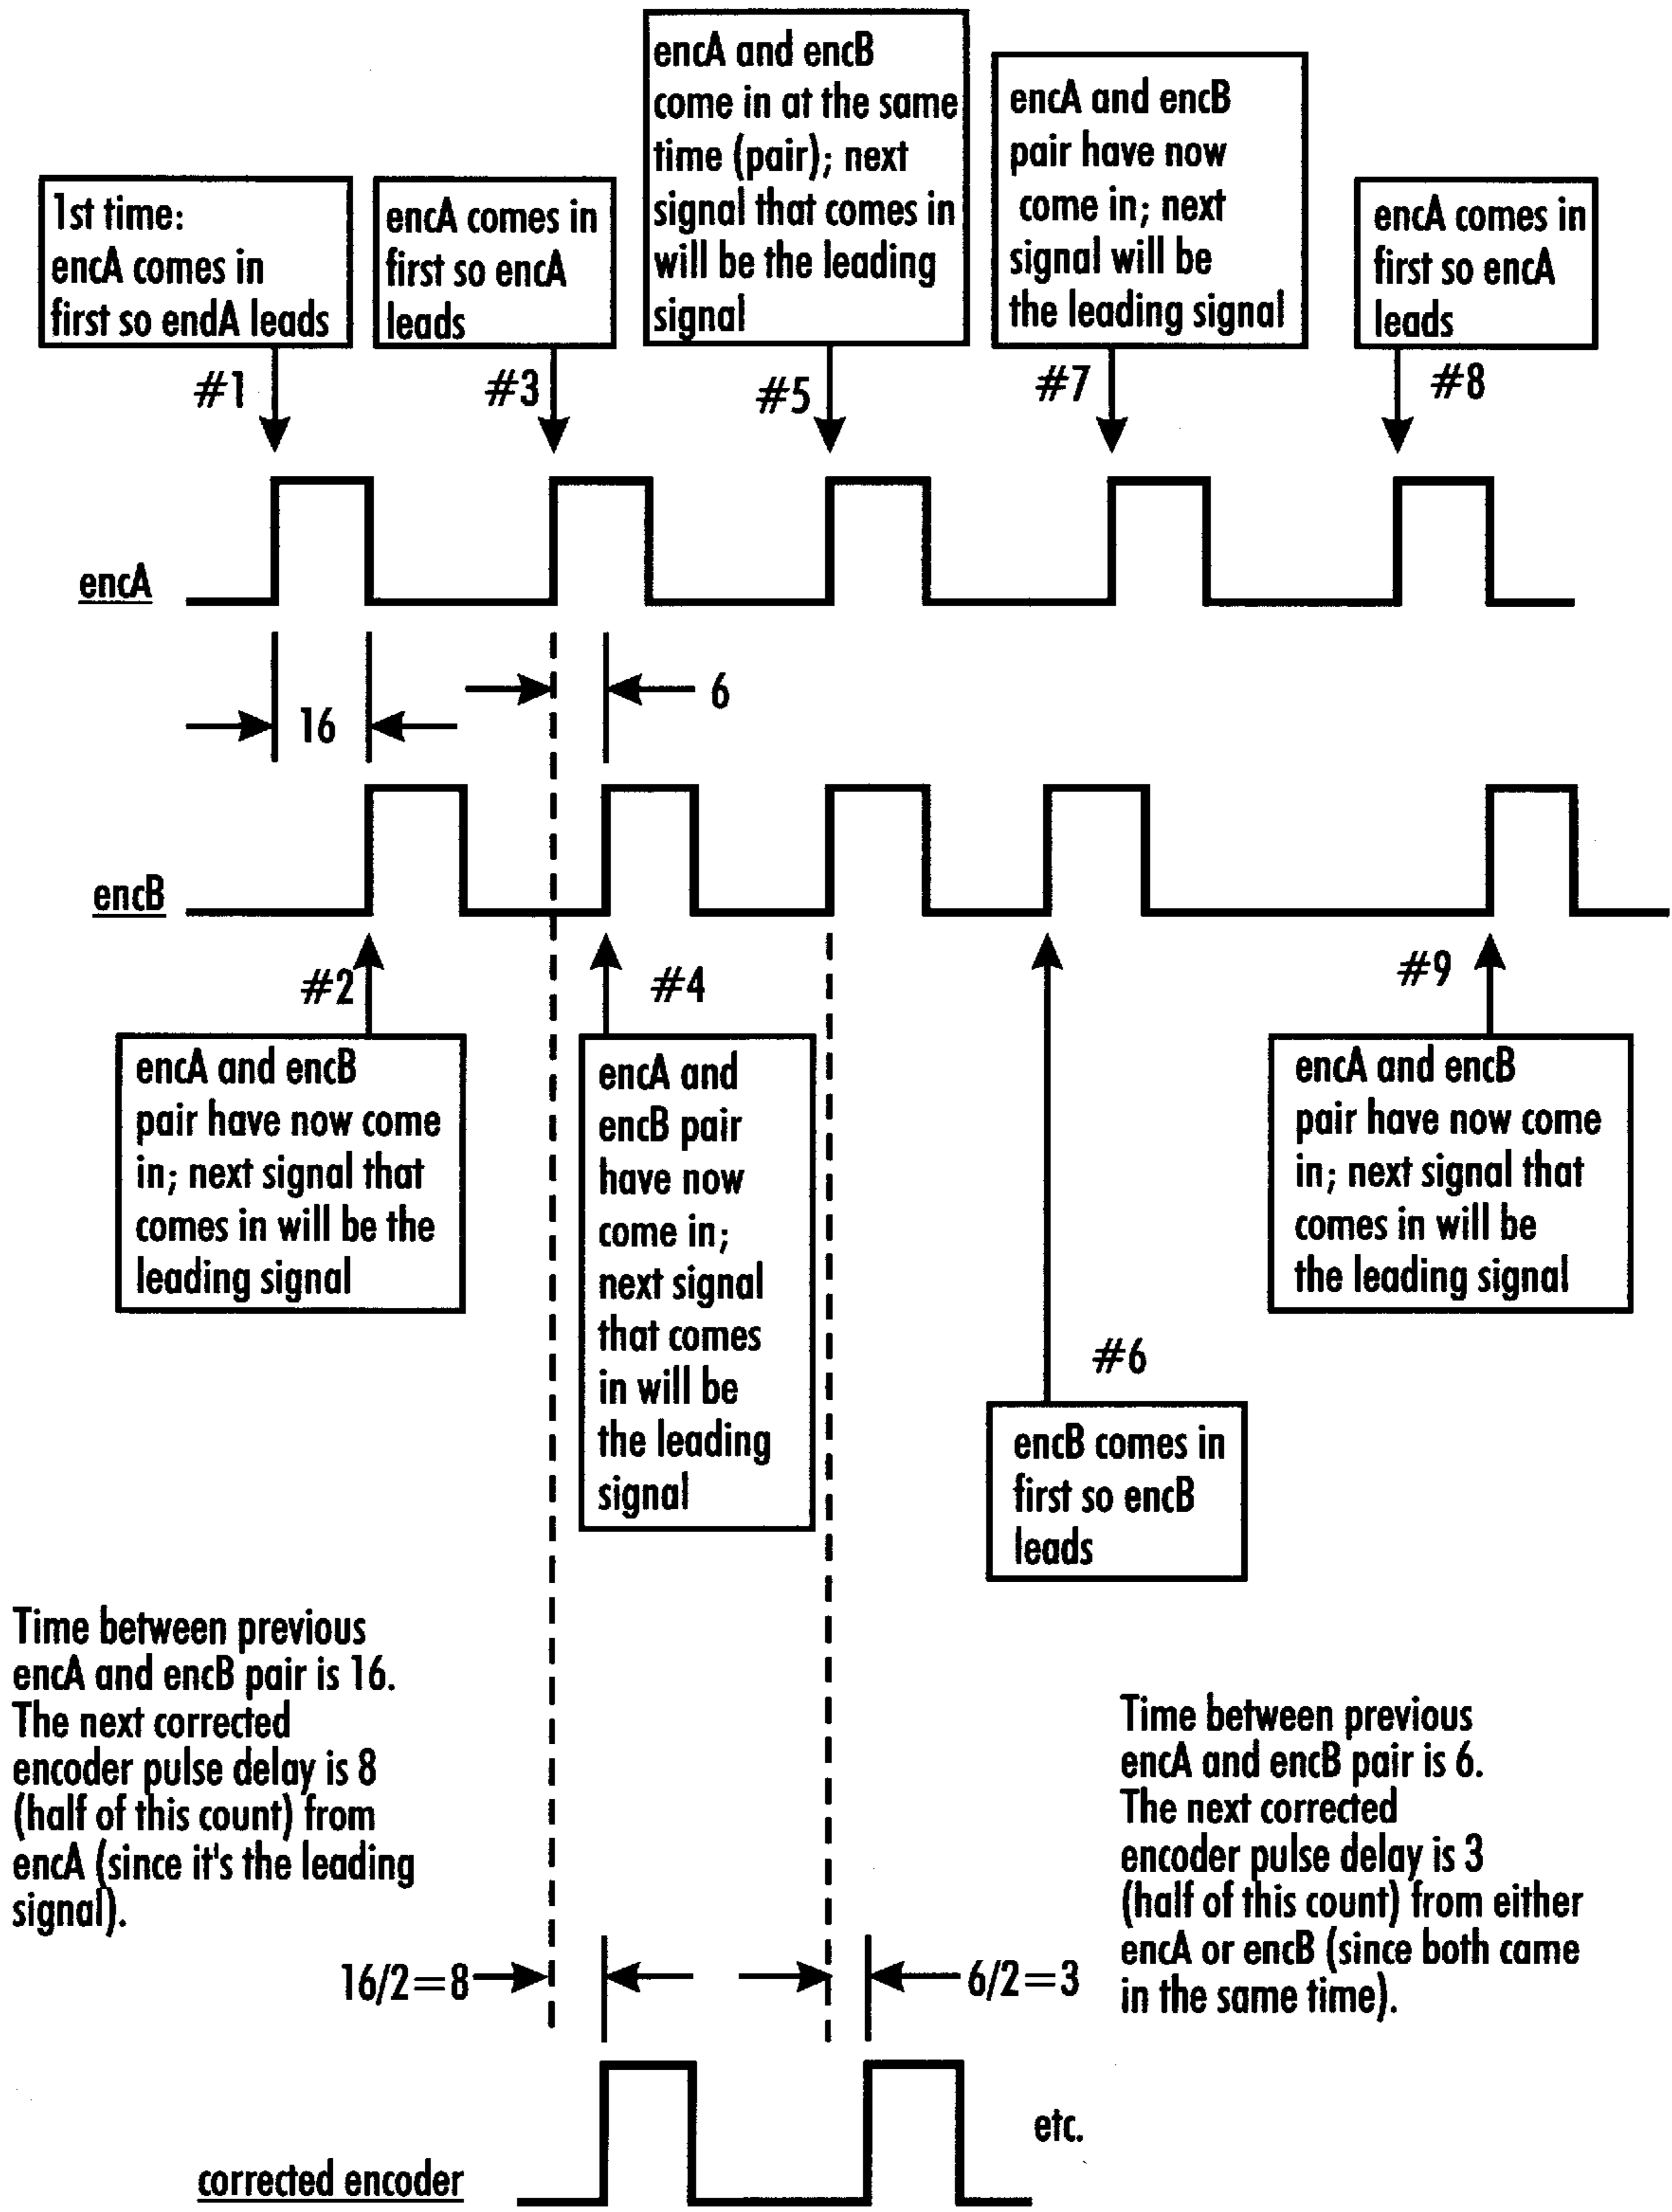 1st time:
encA comes in
first so endA leads
encA comes in
first so encA
leads
encA and encB
come in at the same
time (pair); next
signal that comes in
will be the leading
signal
encA and encB
pair have now
come in; next
signal will be
the leading signal
encA comes in
first so encA
leads
#1
#3
#5
#7
#8
encA
6
16
encB
#2
#4
#9
encA and encB
pair have now come
in; next signal that
comes in will be the
leading signal
encA and
encB pair
have now
come in;
next signal
that comes
in will be
the leading
signal
encA and encB
pair have now come
in; next signal that
comes in will be
the leading signal
#6
encB comes in
first so encB
leads
Time between previous
encA and encB pair is 16.
The next corrected
encoder pulse delay is 8
(half of this count) from
encA (since it's the leading
signal).
Time between previous
encA and encB pair is 6.
The next corrected
encoder pulse delay is 3
(half of this count) from either
encA or encB (since both came
in the same time).
16/2=8
6/2=3
etc.
corrected encoder